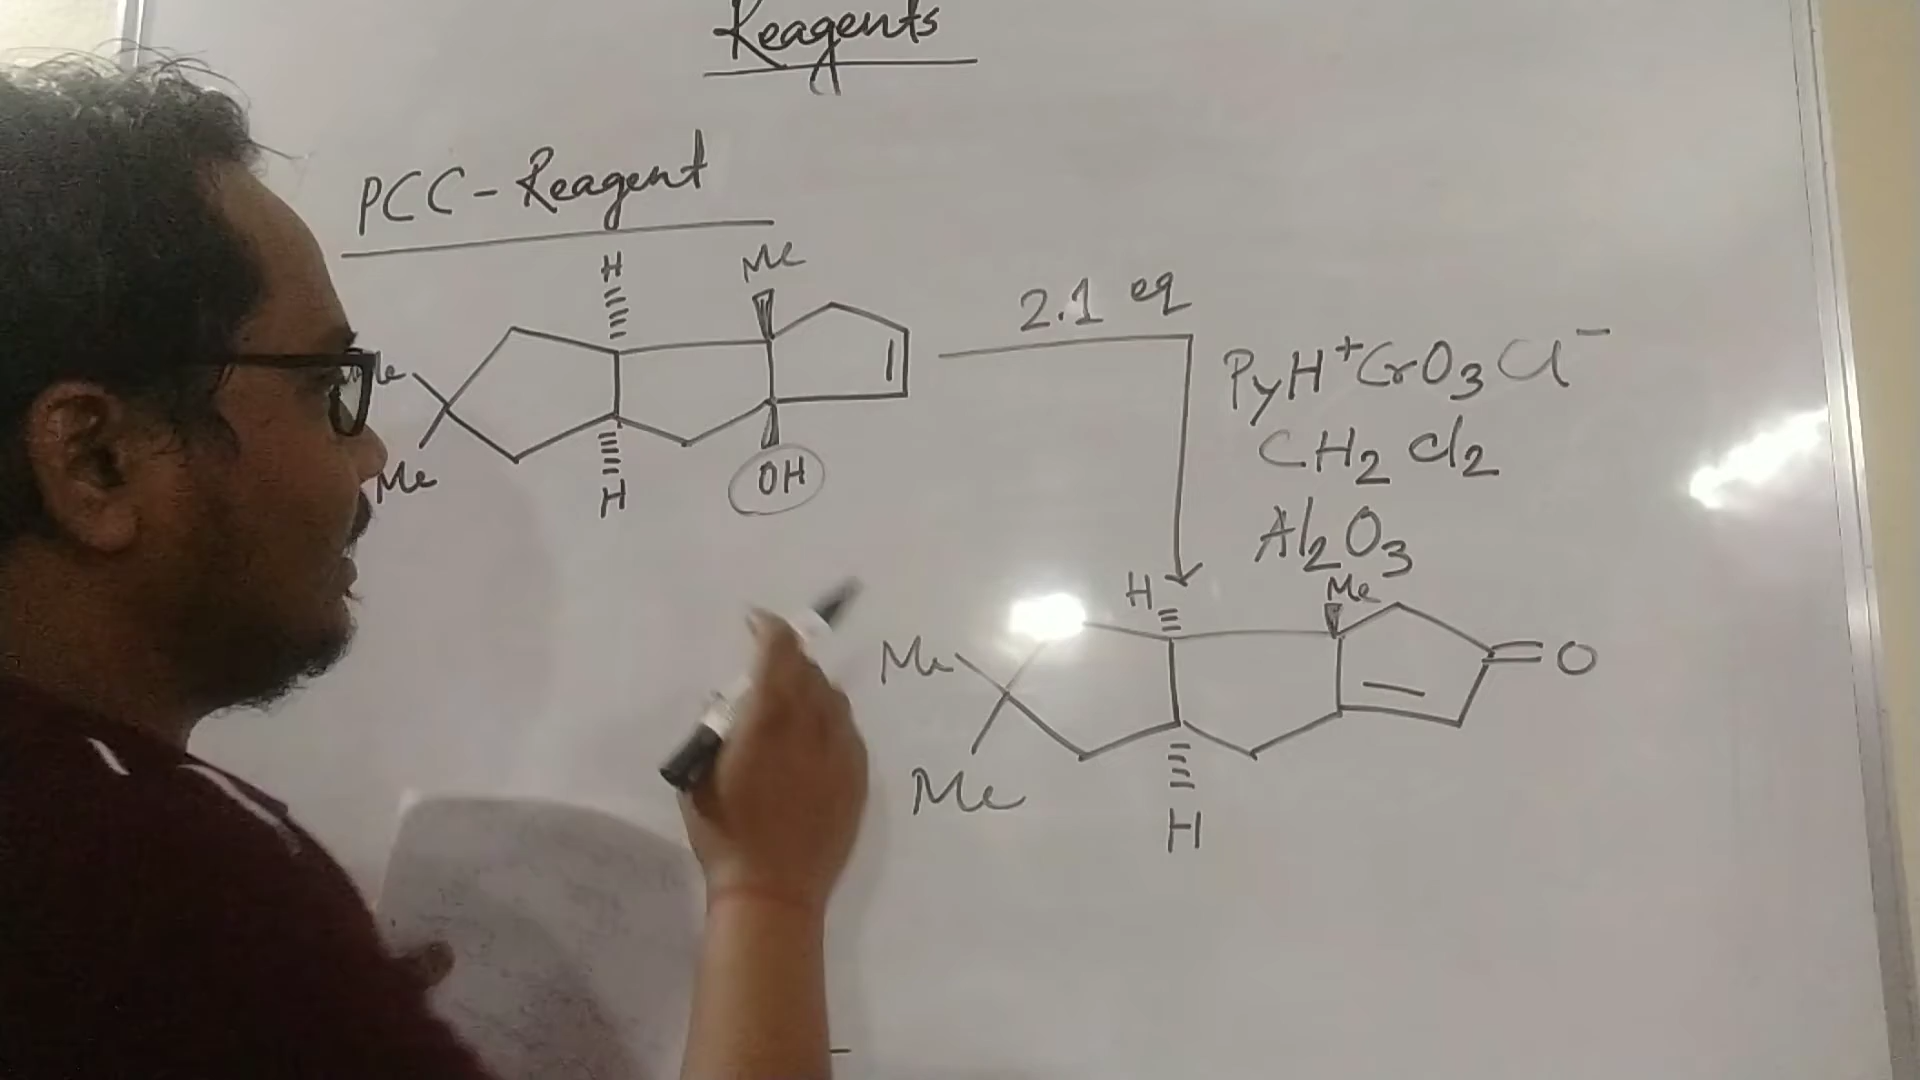 Reagents
PCC-Reagent
H
Me
Me
Me
H
OH
2.1 eq
PyH⁺CrO₃Cl⁻
CH₂Cl₂
Al₂O₃
H
Me
Me
O
Me
H